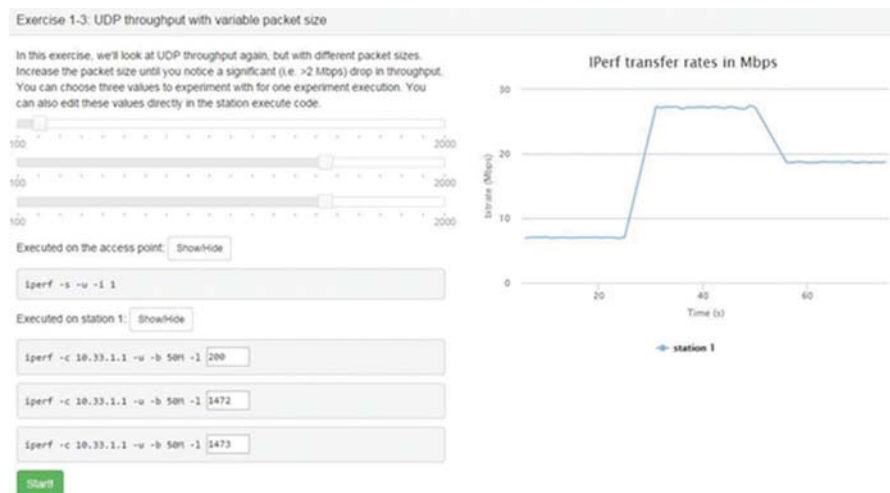 Exercise 1-3: UDP throughput with variable packet size
In this exercise, we'll look at UDP throughput again, but with different packet sizes.
Increase the packet size until you notice a significant (i.e. >2 Mbps) drop in throughput.
You can choose three values to experiment with for one experiment execution. You
can also edit these values directly in the station execute code.
100 2000
100 2000
100 2000
Executed on the access point: Show/Hide
iperf -s -u -i 1
Executed on station 1: Show/Hide
iperf -c 10.33.1.1 -u -b 50M -l 200
iperf -c 10.33.1.1 -u -b 50M -l 1472
iperf -c 10.33.1.1 -u -b 50M -l 1473
Start!
IPerf transfer rates in Mbps
bitrate (Mbps)
30
20
10
0
20 40 60
Time (s)
station 1